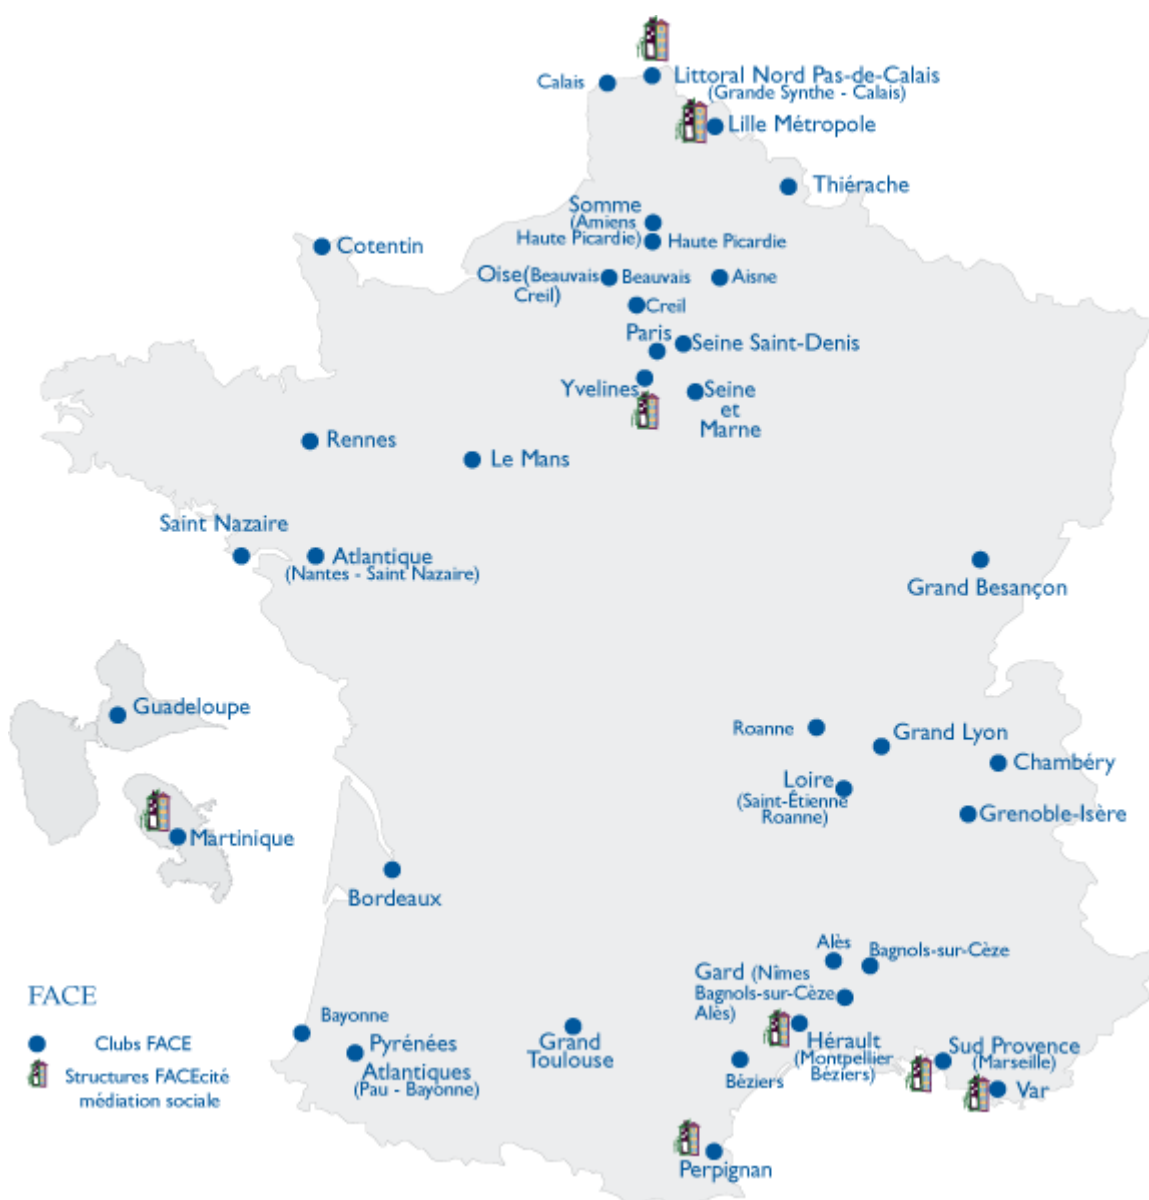 Calais
Littoral Nord Pas-de-Calais
(Grande Synthe - Calais)
Lille Métropole
Thiérache
Somme
(Amiens
Haute Picardie)
Haute Picardie
Cotentin
Oise(Beauvais
Creil)
Beauvais
Aisne
Creil
Paris
Seine Saint-Denis
Yvelines
Seine
et
Marne
Rennes
Le Mans
Saint Nazaire
Atlantique
(Nantes - Saint Nazaire)
Grand Besançon
Guadeloupe
Roanne
Grand Lyon
Chambéry
Loire
(Saint-Étienne
Roanne)
Grenoble-Isère
Martinique
Bordeaux
Alès
Bagnols-sur-Cèze
Gard (Nîmes
Bagnols-sur-Cèze
Alès)
FACE
Clubs FACE
Structures FACEcité
médiation sociale
Bayonne
Pyrénées
Atlantiques
(Pau - Bayonne)
Grand
Toulouse
Hérault
(Montpellier
Béziers)
Béziers
Sud Provence
(Marseille)
Var
Perpignan